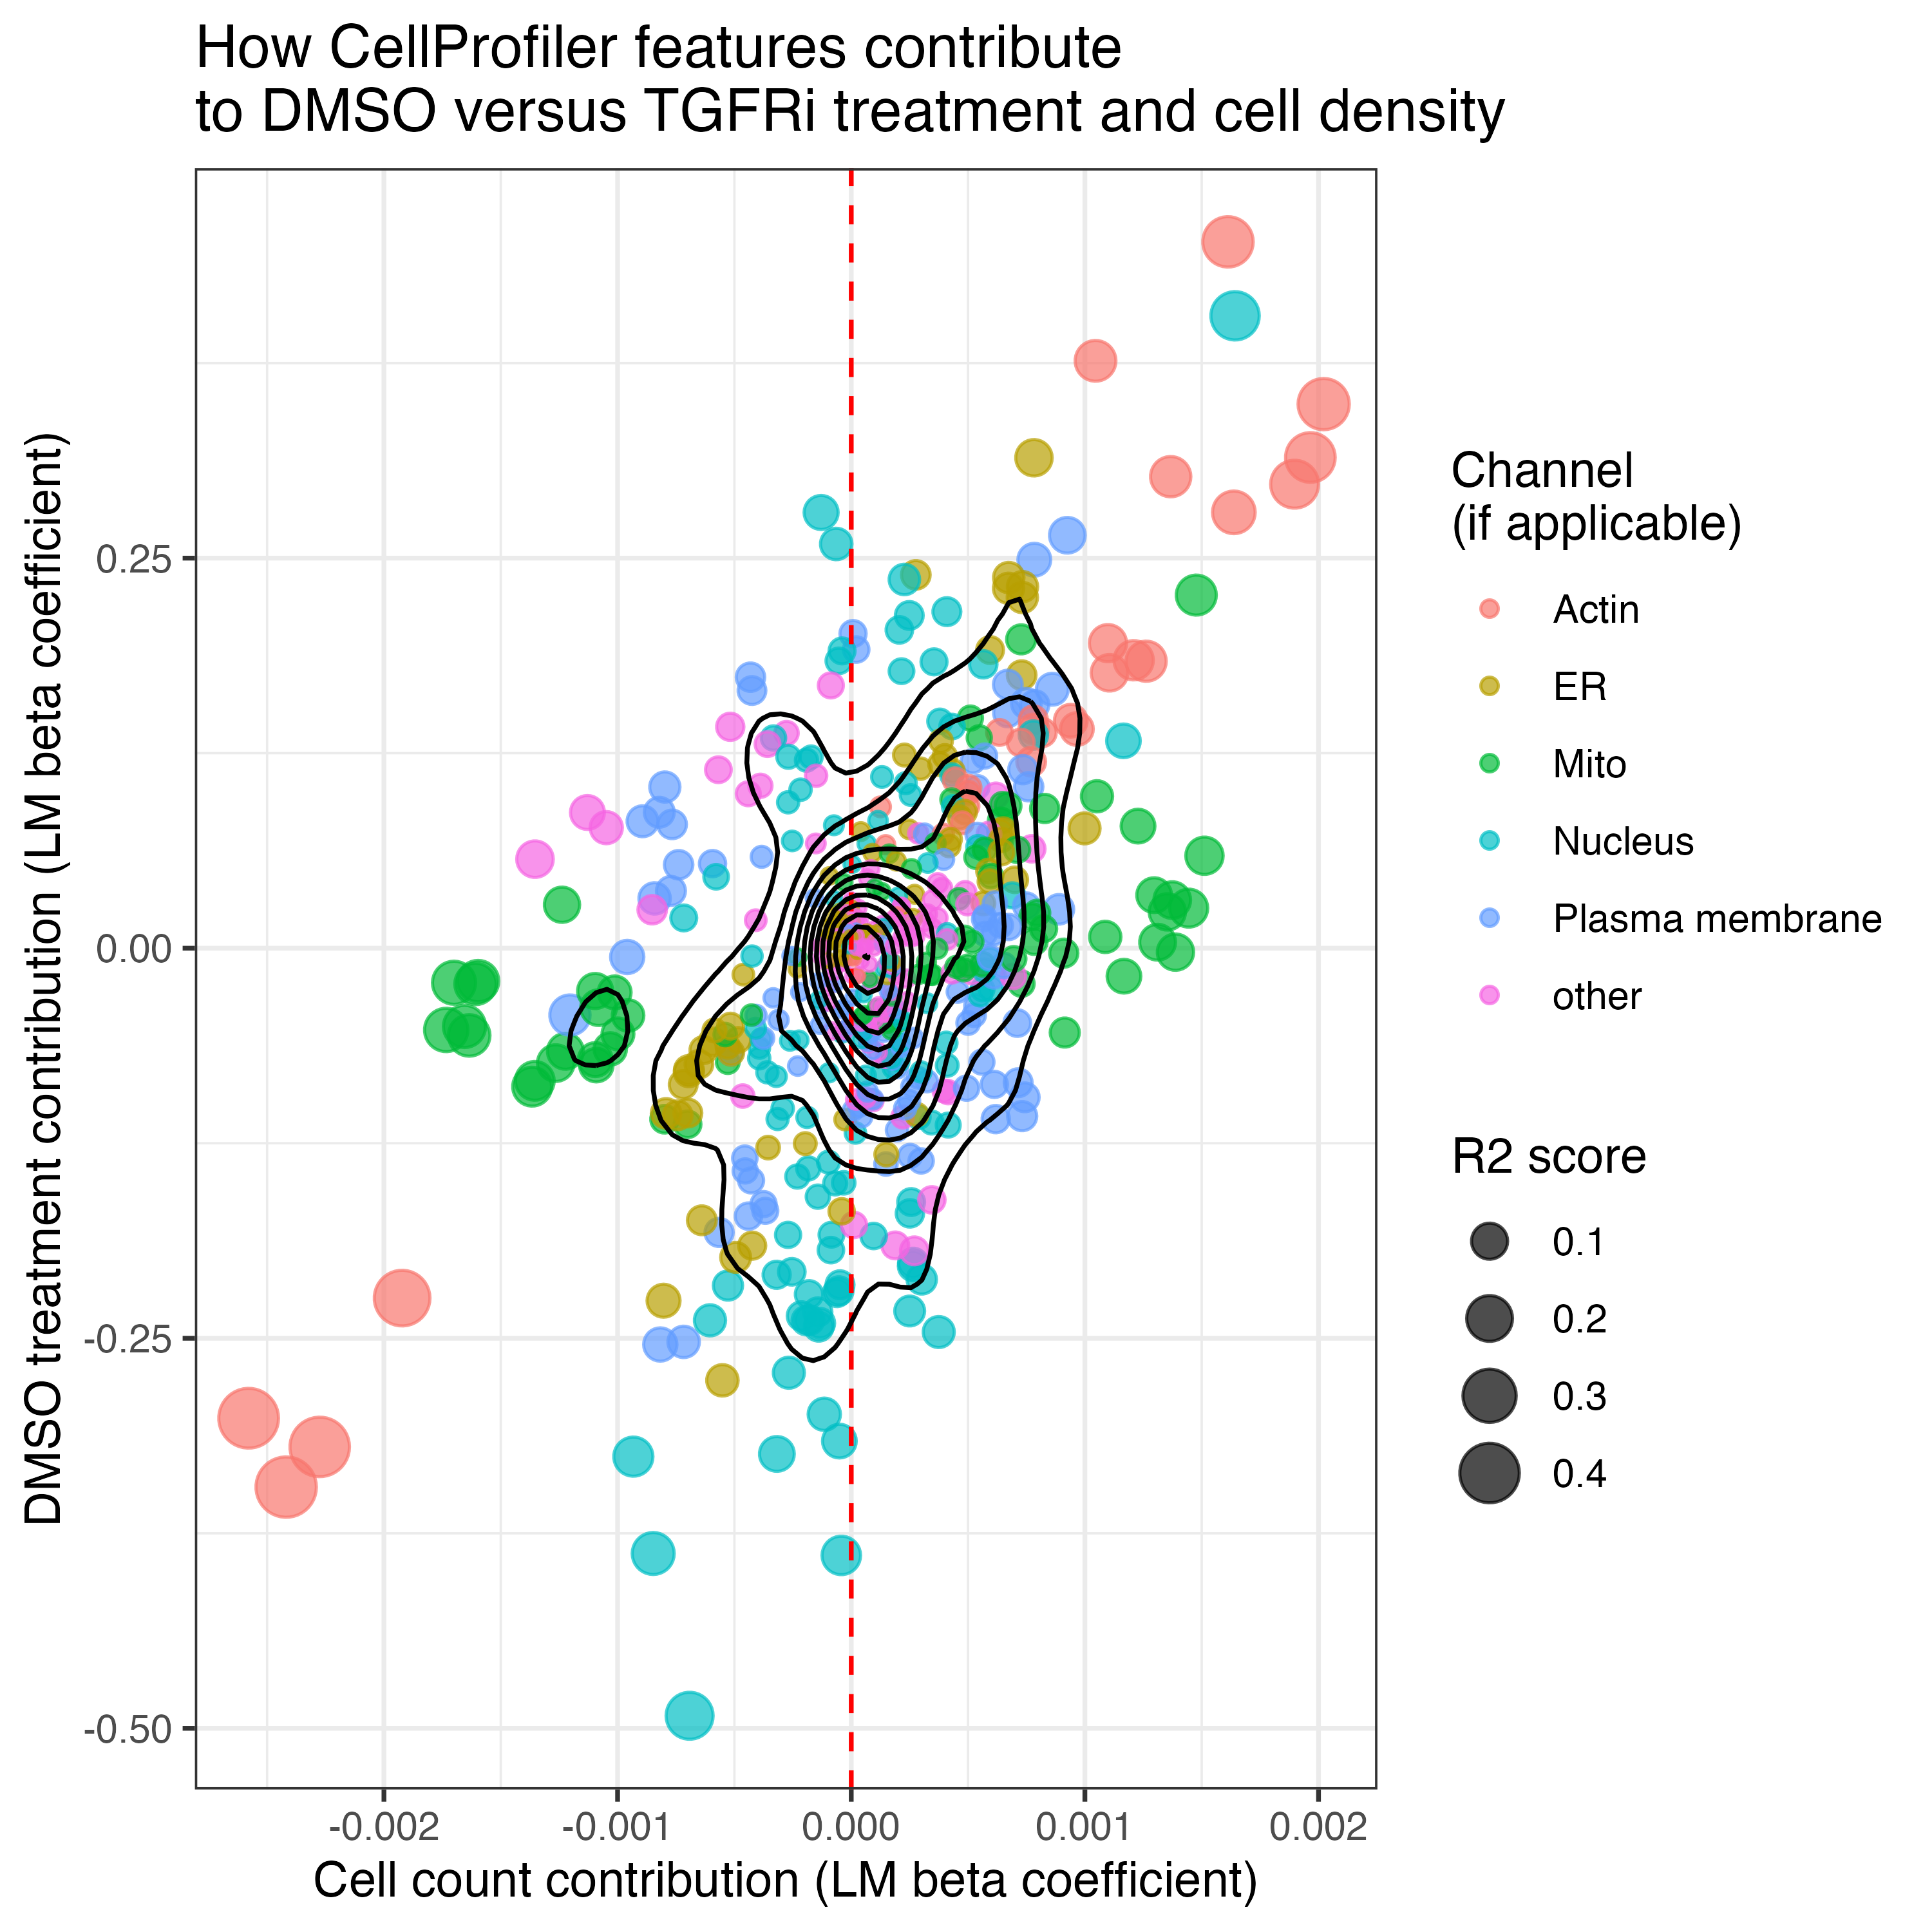 How CellProfiler features contribute
to DMSO versus TGFRi treatment and cell density
DMSO treatment contribution (LM beta coefficient)
0.25
0.00
-0.25
-0.50
-0.002
-0.001
0.000
0.001
0.002
Cell count contribution (LM beta coefficient)
Channel
(if applicable)
Actin
ER
Mito
Nucleus
Plasma membrane
other
R2 score
0.1
0.2
0.3
0.4